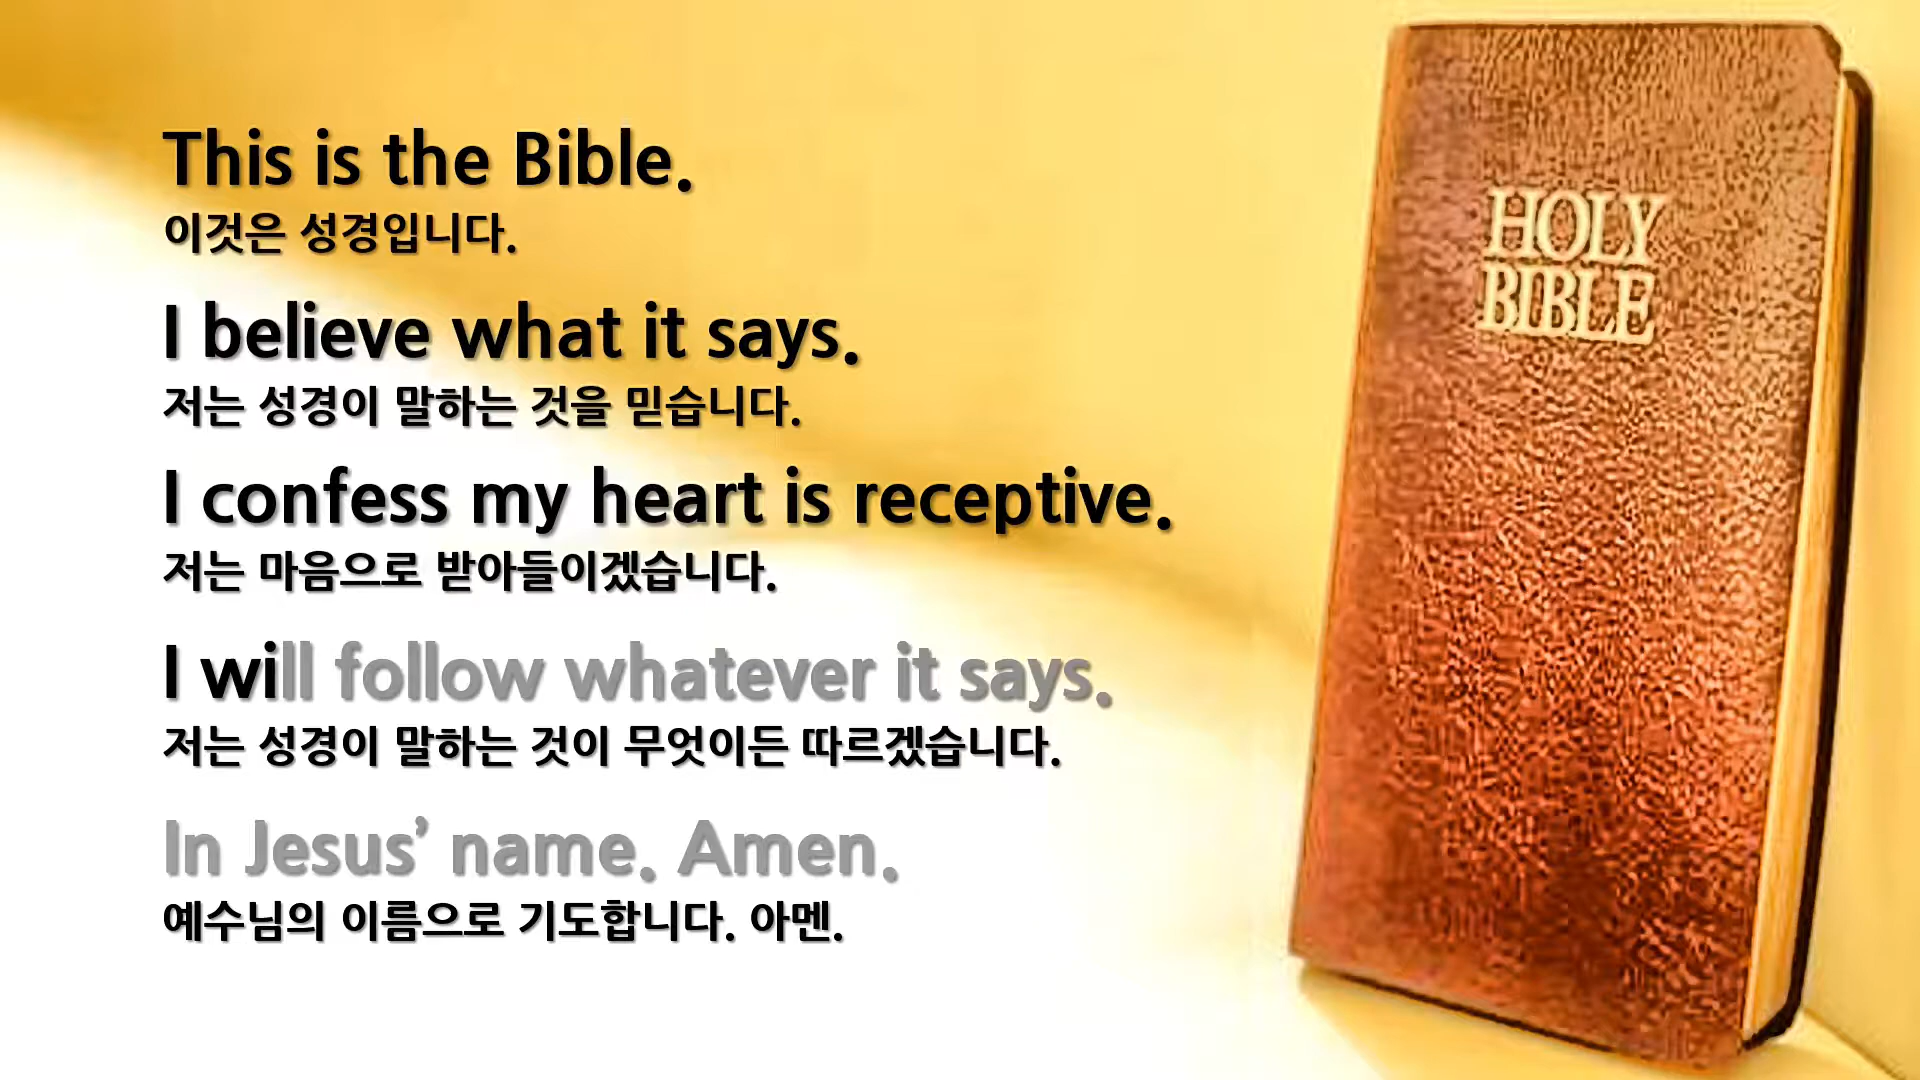 This is the Bible.
이것은 성경입니다.
I believe what it says.
저는 성경이 말하는 것을 믿습니다.
I confess my heart is receptive.
저는 마음으로 받아들이겠습니다.
I will follow whatever it says.
저는 성경이 말하는 것이 무엇이든 따르겠습니다.
In Jesus’ name. Amen.
예수님의 이름으로 기도합니다. 아멘.
HOLY
BIBLE